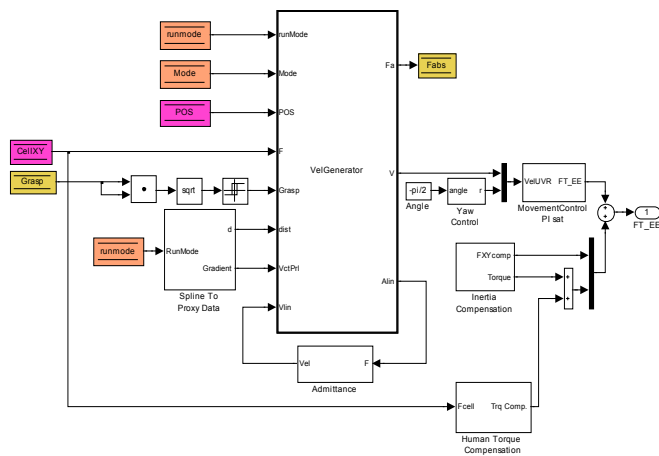 runmode
Mode
POS
CellXY
Grasp
sqrt
runMode
Mode
POS
F
Grasp
dist
VctPrl
Vlin
VelGenerator
Fa
V
Alin
Fabs
RunMode
d
Gradient
Spline To
Proxy Data
runmode
Vel
F
Admittance
-pi/2
Angle
angle
r
Yaw
Control
VelUVR
FT_EE
MovementControl
PI sat
FXYcomp
Torque
Inertia
Compensation
+
+
+
+
1
FT_EE
Fcell
Trq Comp.
Human Torque
Compensation